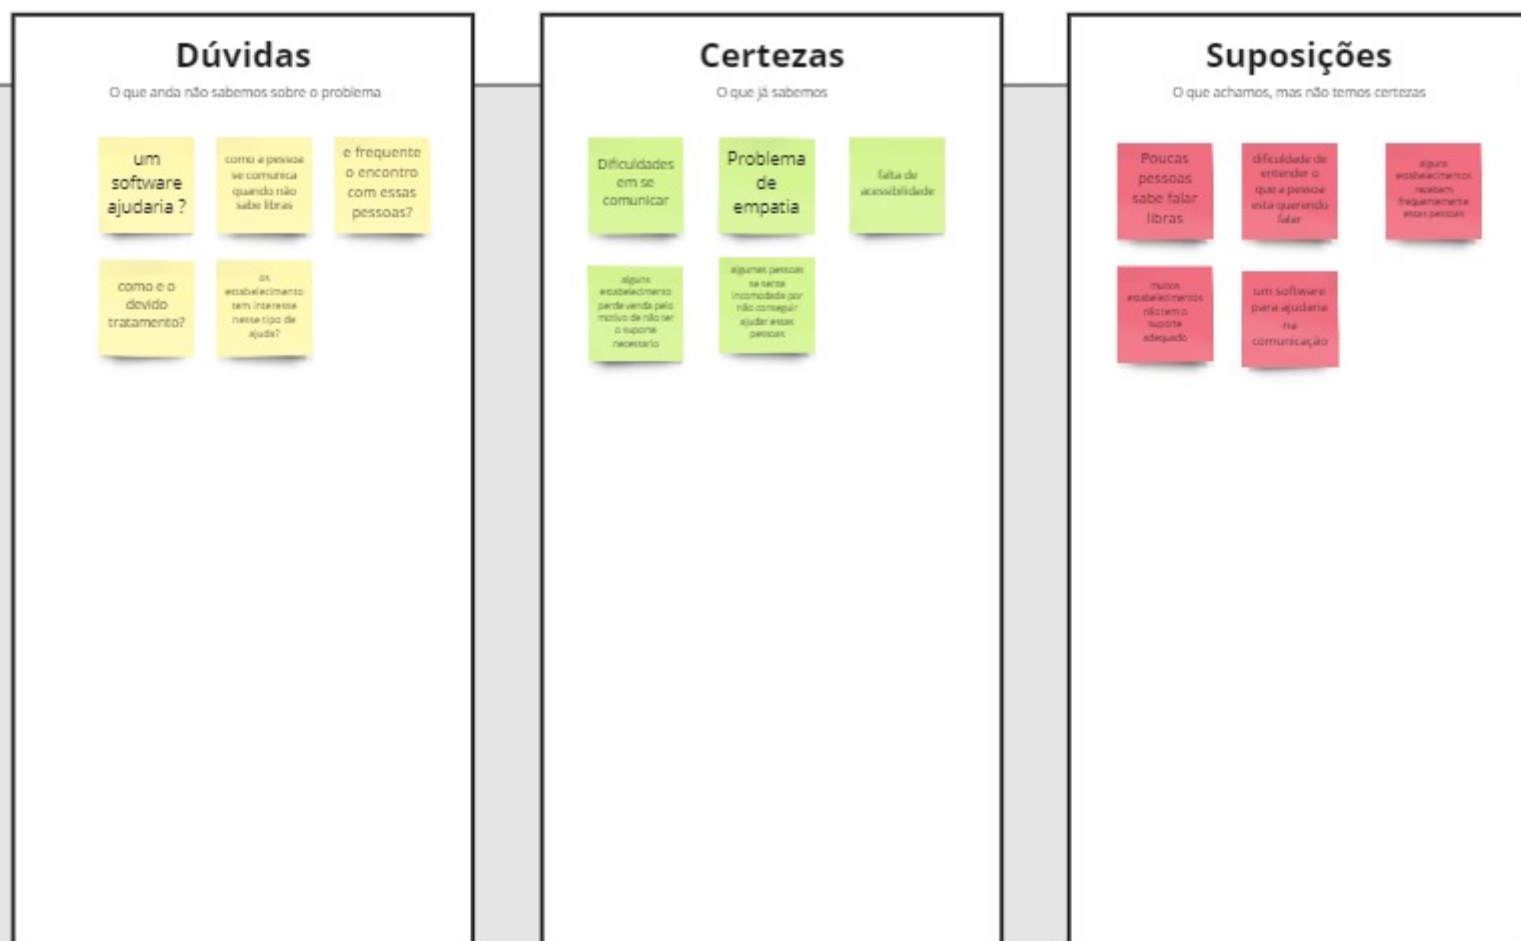 Dúvidas
O que anda não sabemos sobre o problema
um
software
ajudaria ?
como a pessoa
se comunica
quando não
sabe libras
e frequente
o encontro
com essas
pessoas?
como e o
devido
tratamento?
os
estabelecimento
tem interesse
nesse tipo de
ajuda?
Certezas
O que já sabemos
Dificuldades
em se
comunicar
Problema
de
empatia
falta de
acessibilidade
alguns
estabelecimento
perde venda pelo
motivo de não ter
o suporte
necessario
algumas pessoas
se sente
incomodada por
não conseguir
ajudar essas
pessoas
Suposições
O que achamos, mas não temos certezas
Poucas
pessoas
sabe falar
libras
dificuldade de
entender o
que a pessoa
esta querendo
falar
alguns
estabelecimentos
recebem
frequentemente
essas pessoas
muitos
estabelecimentos
não tem o
suporte
adequado
um software
para ajudaria
na
comunicação